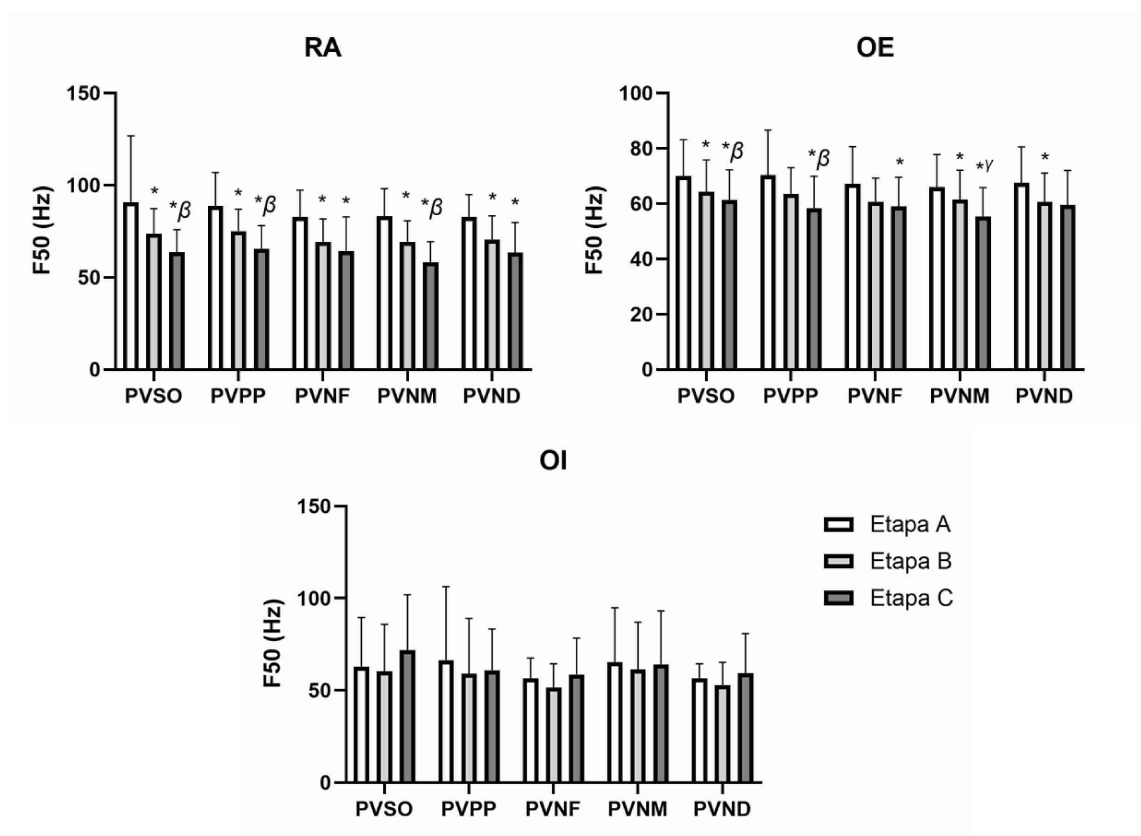 RA
F50 (Hz)
150
100
50
0
* *β * *β * * * *β * *
PVSO PVPP PVNF PVNM PVND
OE
F50 (Hz)
100
80
60
40
20
0
* *β *β * * *γ *
PVSO PVPP PVNF PVNM PVND
OI
F50 (Hz)
150
100
50
0
PVSO PVPP PVNF PVNM PVND
Etapa A
Etapa B
Etapa C